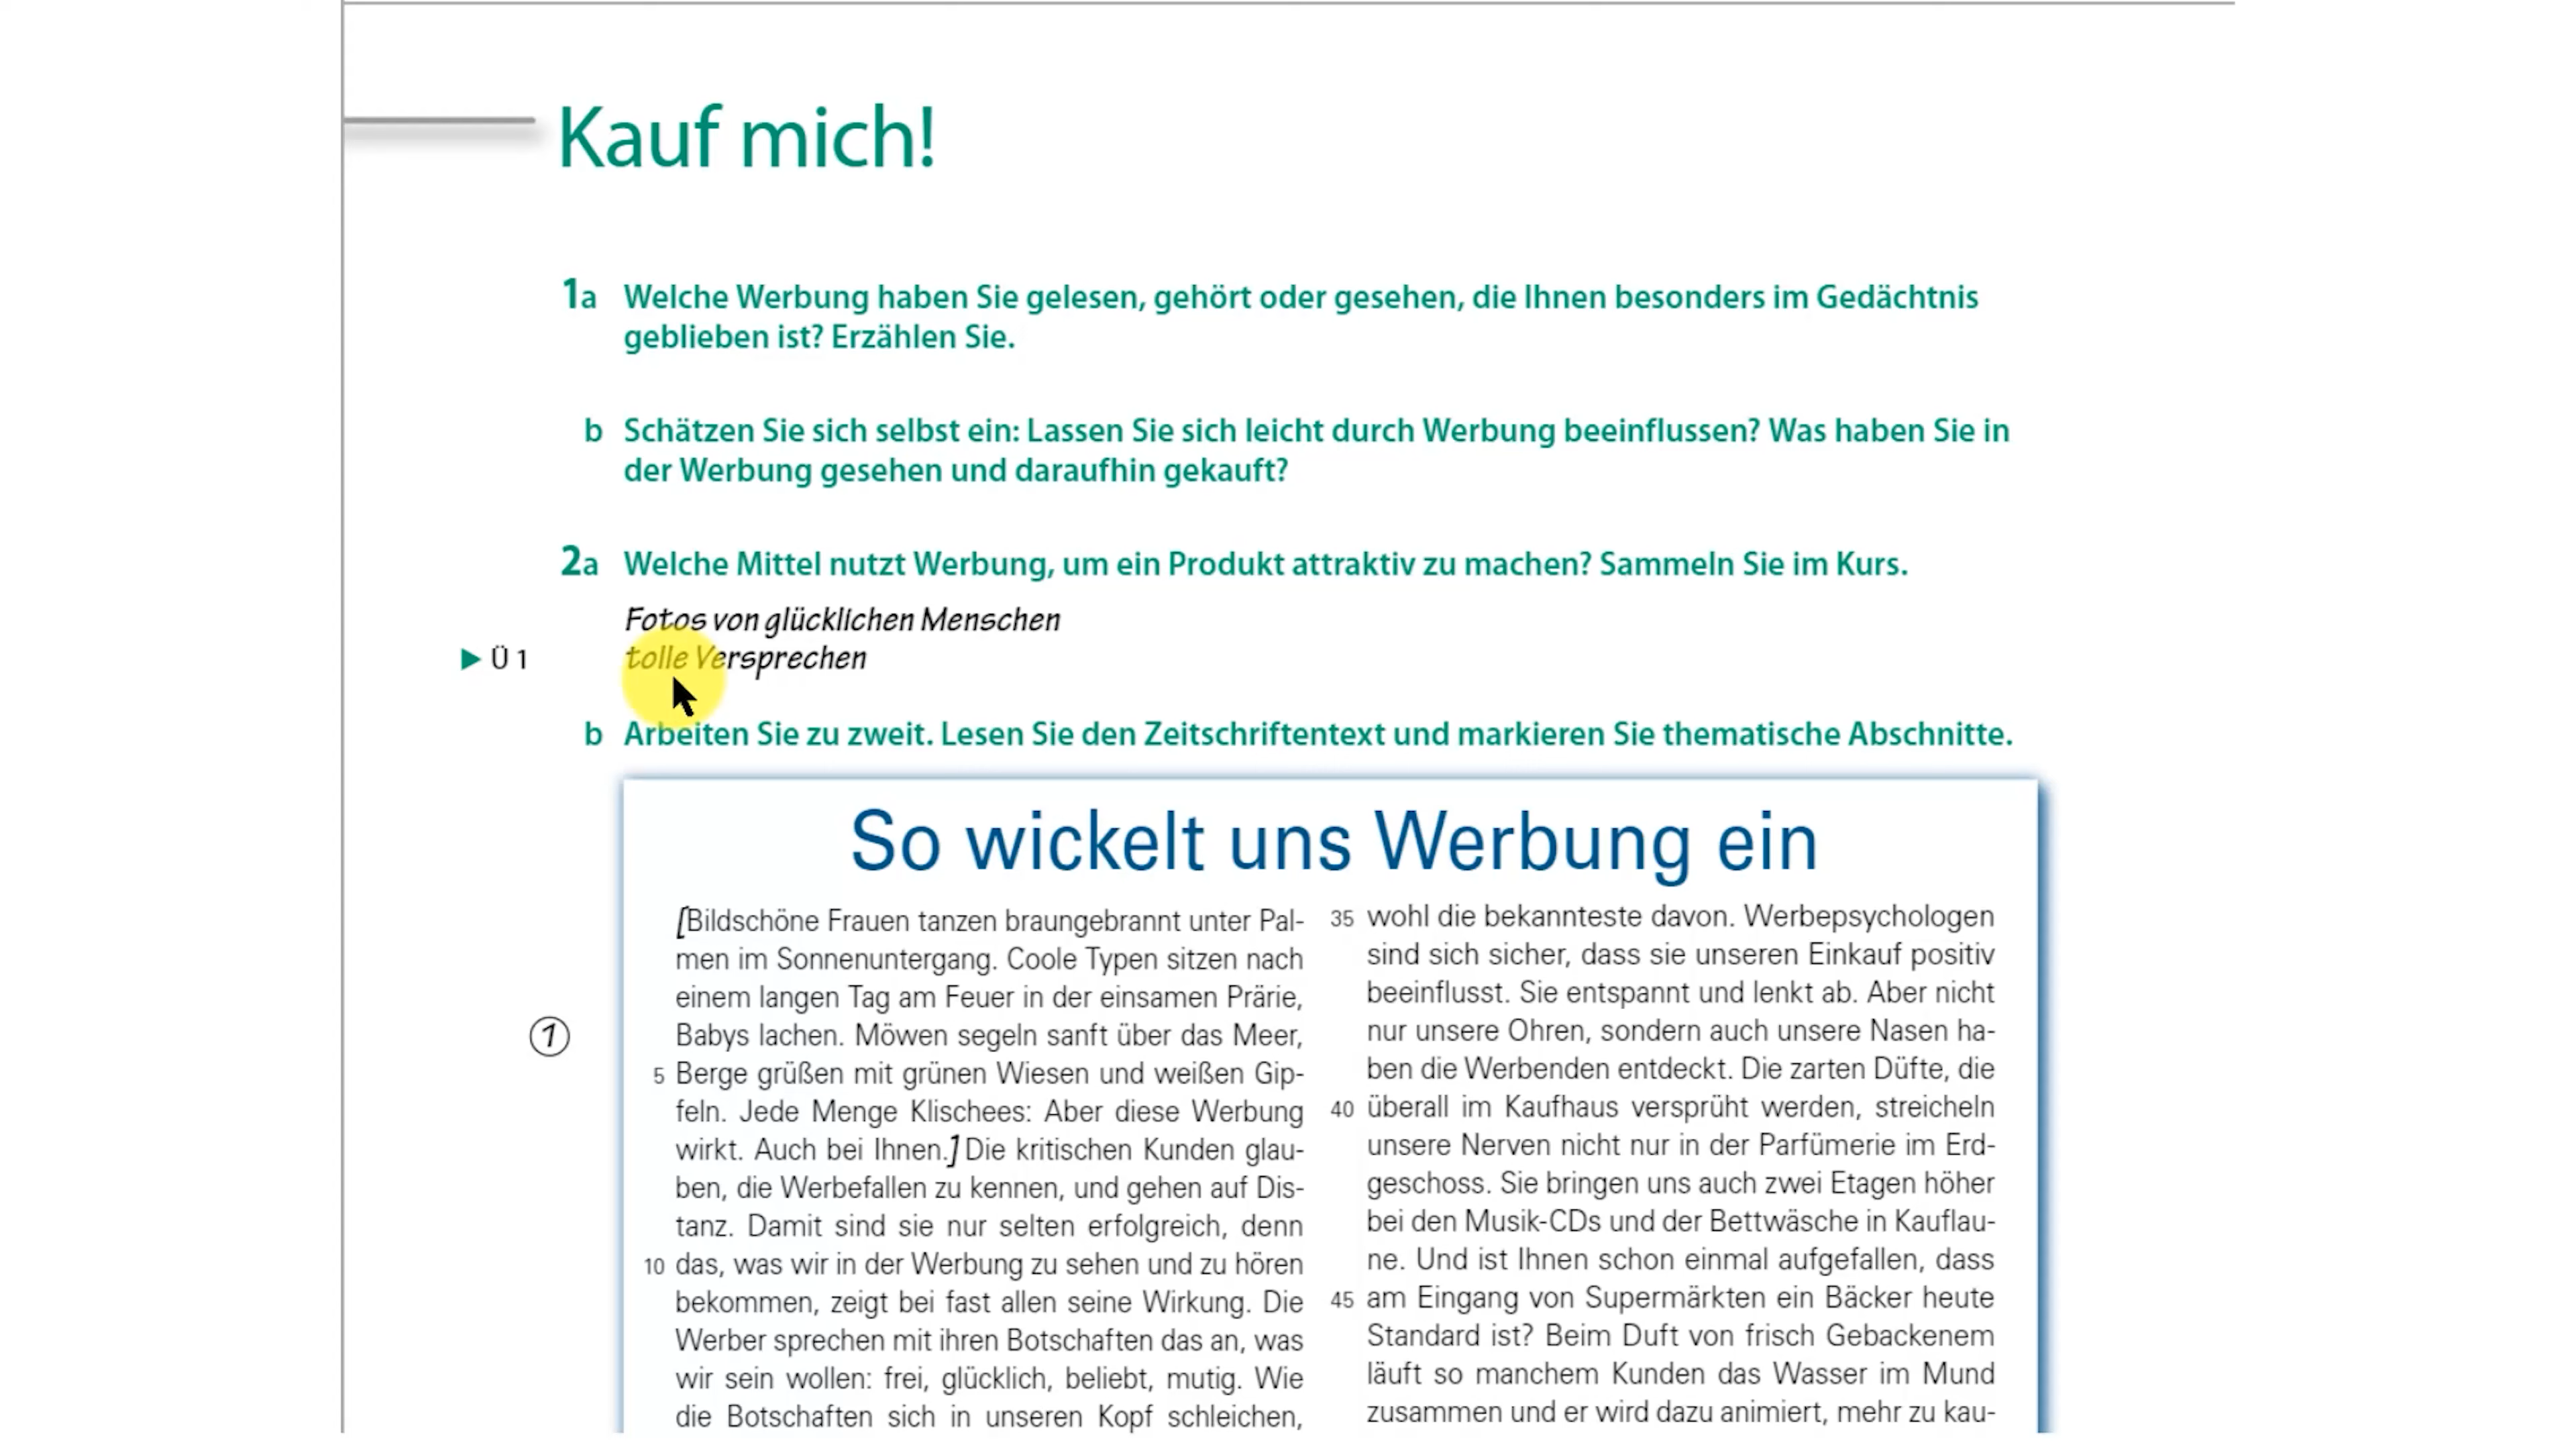 Kauf mich!
1a Welche Werbung haben Sie gelesen, gehört oder gesehen, die Ihnen besonders im Gedächtnis
geblieben ist? Erzählen Sie.
b Schätzen Sie sich selbst ein: Lassen Sie sich leicht durch Werbung beeinflussen? Was haben Sie in
der Werbung gesehen und daraufhin gekauft?
2a Welche Mittel nutzt Werbung, um ein Produkt attraktiv zu machen? Sammeln Sie im Kurs.
Fotos von glücklichen Menschen
▶ Ü 1 tolle Versprechen
b Arbeiten Sie zu zweit. Lesen Sie den Zeitschriftentext und markieren Sie thematische Abschnitte.
So wickelt uns Werbung ein
[Bildschöne Frauen tanzen braungebrannt unter Pal-
men im Sonnenuntergang. Coole Typen sitzen nach
einem langen Tag am Feuer in der einsamen Prärie,
① Babys lachen. Möwen segeln sanft über das Meer,
5 Berge grüßen mit grünen Wiesen und weißen Gip-
feln. Jede Menge Klischees: Aber diese Werbung
wirkt. Auch bei Ihnen.] Die kritischen Kunden glau-
ben, die Werbefallen zu kennen, und gehen auf Dis-
tanz. Damit sind sie nur selten erfolgreich, denn
10 das, was wir in der Werbung zu sehen und zu hören
bekommen, zeigt bei fast allen seine Wirkung. Die
Werber sprechen mit ihren Botschaften das an, was
wir sein wollen: frei, glücklich, beliebt, mutig. Wie
die Botschaften sich in unseren Kopf schleichen,
35 wohl die bekannteste davon. Werbepsychologen
sind sich sicher, dass sie unseren Einkauf positiv
beeinflusst. Sie entspannt und lenkt ab. Aber nicht
nur unsere Ohren, sondern auch unsere Nasen ha-
ben die Werbenden entdeckt. Die zarten Düfte, die
40 überall im Kaufhaus versprüht werden, streicheln
unsere Nerven nicht nur in der Parfümerie im Erd-
geschoss. Sie bringen uns auch zwei Etagen höher
bei den Musik-CDs und der Bettwäsche in Kauflau-
ne. Und ist Ihnen schon einmal aufgefallen, dass
45 am Eingang von Supermärkten ein Bäcker heute
Standard ist? Beim Duft von frisch Gebackenem
läuft so manchem Kunden das Wasser im Mund
zusammen und er wird dazu animiert, mehr zu kau-